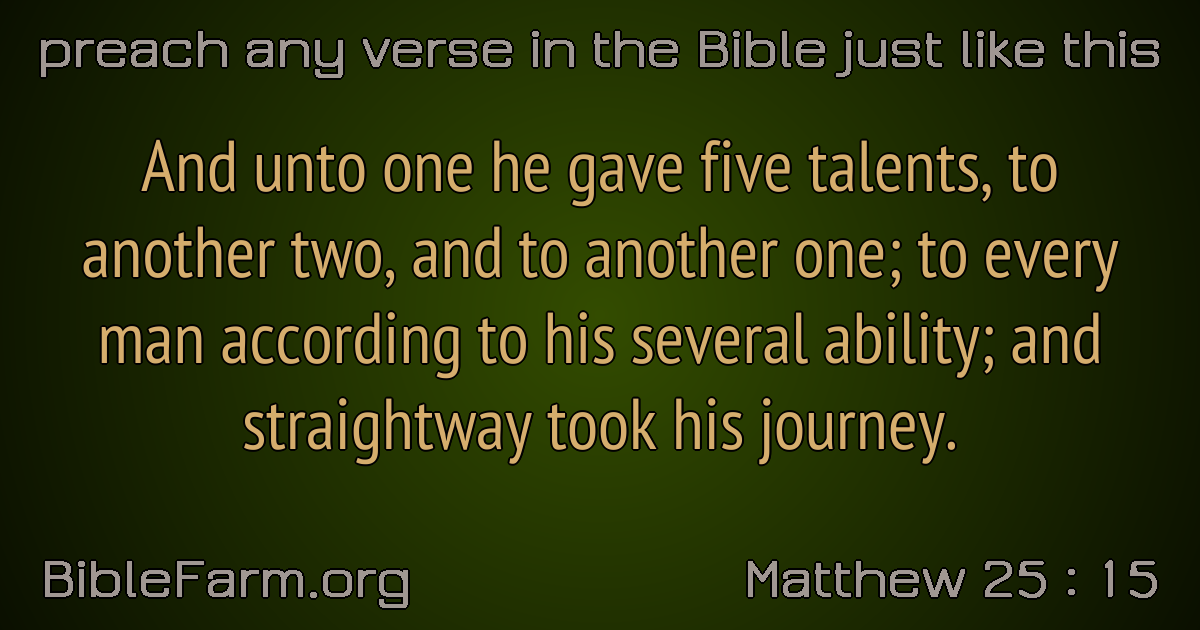 preach any verse in the Bible just like this
And unto one he gave five talents, to
another two, and to another one; to every
man according to his several ability; and
straightway took his journey.
BibleFarm.org
Matthew 25 : 15